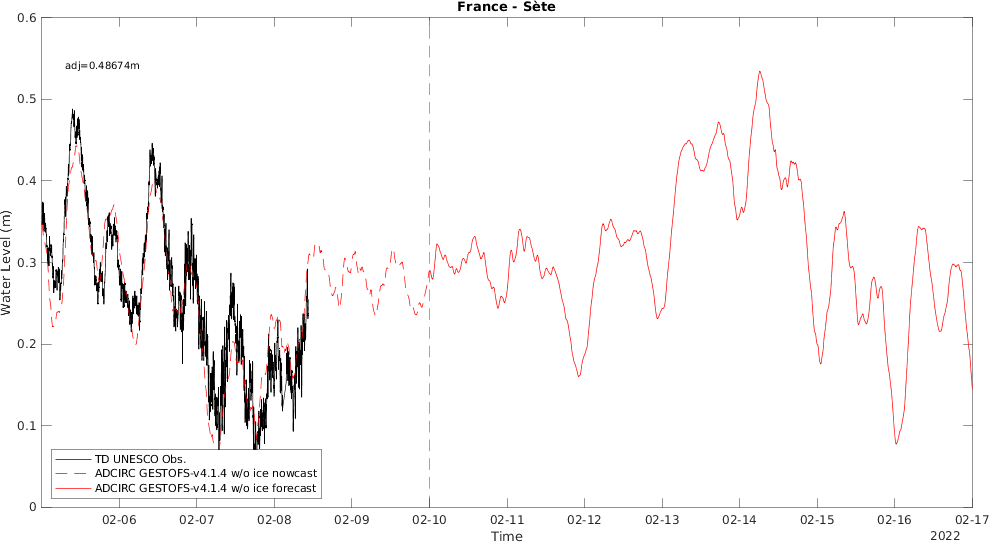 France - Sète
adj=0.48674m
Water Level (m)
0.6
0.5
0.4
0.3
0.2
0.1
0
TD UNESCO Obs.
ADCIRC GESTOFS-v4.1.4 w/o ice nowcast
ADCIRC GESTOFS-v4.1.4 w/o ice forecast
02-06 02-07 02-08 02-09 02-10 02-11 02-12 02-13 02-14 02-15 02-16 02-17
Time
2022